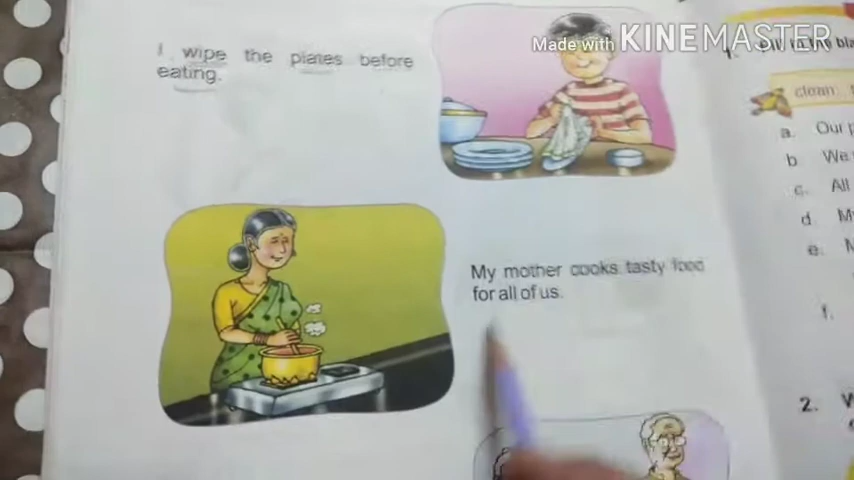 Made with KINEMASTER
I wipe the plates before
eating.
My mother cooks tasty food
for all of us.
clean
a. Our
b We
c. All
d.
e.
f.
2.